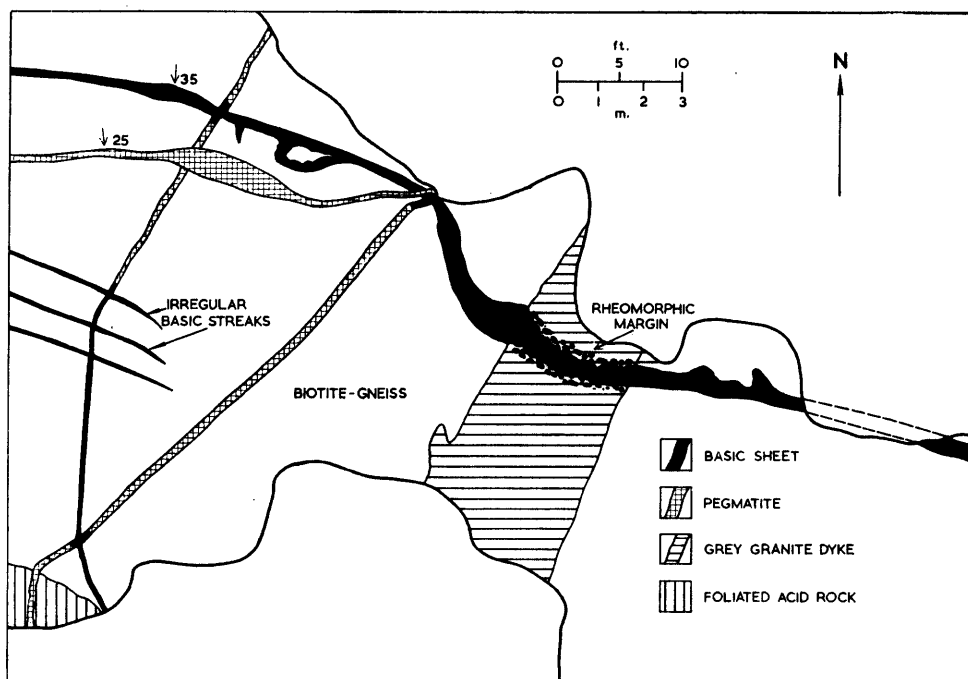 35
25
ft.
0 5 10
0 1 2 3
m.
N
IRREGULAR
BASIC STREAKS
RHEOMORPHIC
MARGIN
BIOTITE-GNEISS
BASIC SHEET
PEGMATITE
GREY GRANITE DYKE
FOLIATED ACID ROCK